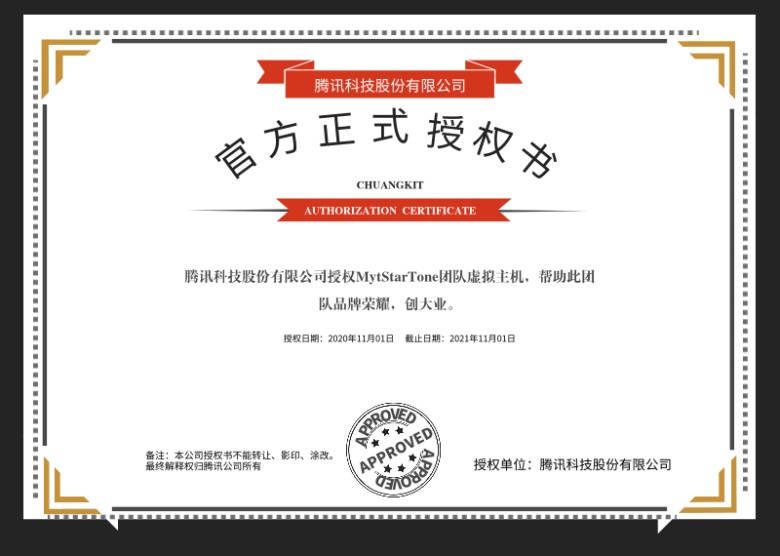 腾讯科技股份有限公司
官方正式授权书
CHUANGKIT
AUTHORIZATION CERTIFICATE
腾讯科技股份有限公司授权MytStarTone团队虚拟主机，帮助此团
队品牌荣耀，创大业。
授权日期：2020年11月01日 截止日期：2021年11月01日
APPROVED
APPROVED
APPROVED
备注：本公司授权书不能转让、影印、涂改。
最终解释权归腾讯公司所有
授权单位：腾讯科技股份有限公司